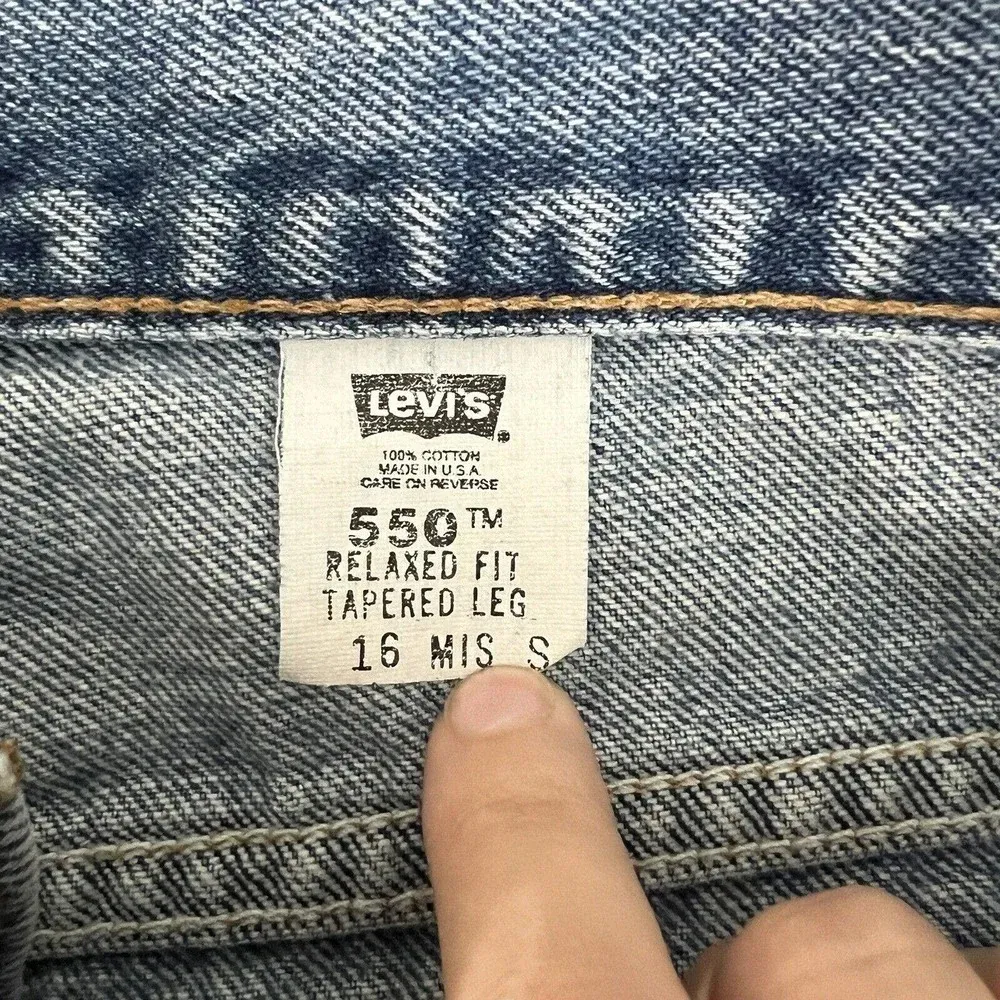 Levi's
100% COTTON
MADE IN U.S.A.
CARE ON REVERSE
550™
RELAXED FIT
TAPERED LEG
16 MIS S